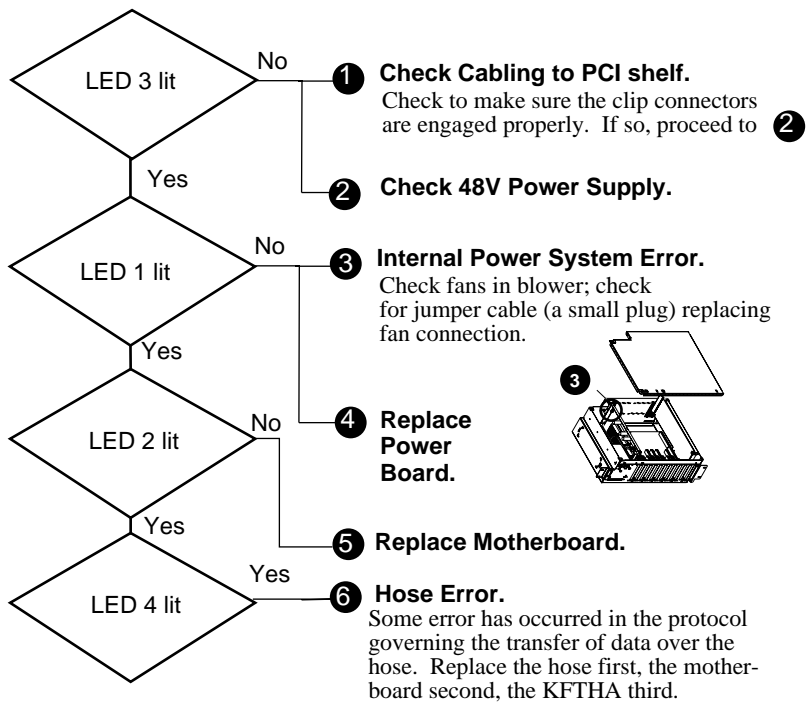 LED 3 lit
No
1 Check Cabling to PCI shelf.
Check to make sure the clip connectors
are engaged properly. If so, proceed to 2
Yes
2 Check 48V Power Supply.
LED 1 lit
No
3 Internal Power System Error.
Check fans in blower; check
for jumper cable (a small plug) replacing
fan connection.
3
Yes
LED 2 lit
No
4 Replace
Power
Board.
Yes
5 Replace Motherboard.
LED 4 lit
Yes
6 Hose Error.
Some error has occurred in the protocol
governing the transfer of data over the
hose. Replace the hose first, the mother-
board second, the KFTHA third.